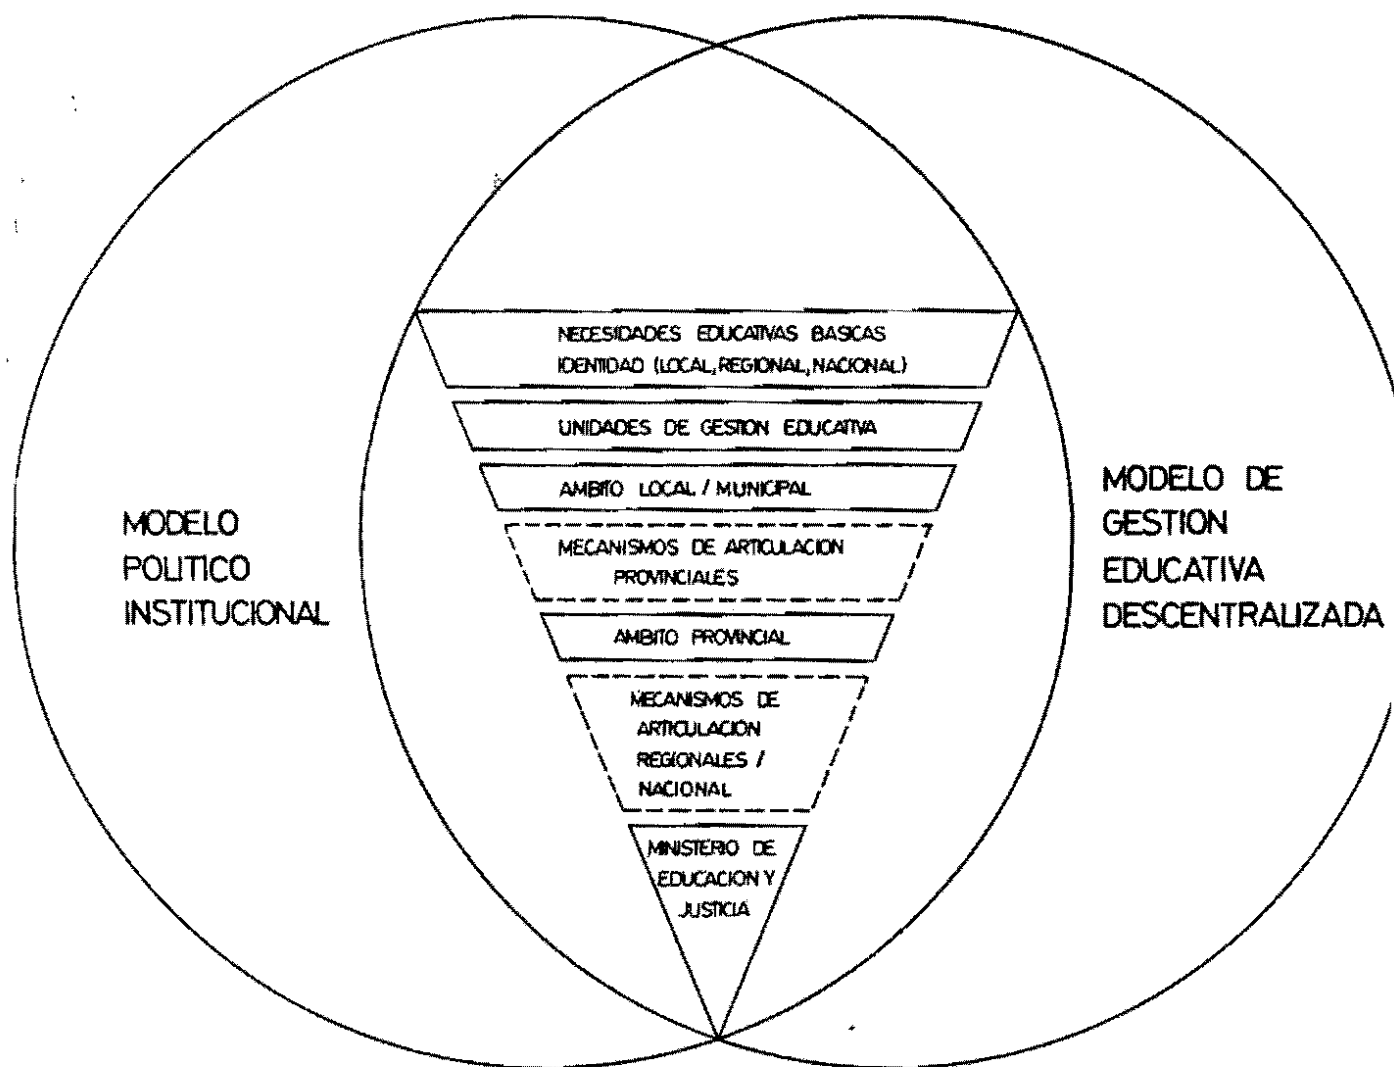 NECESIDADES EDUCATIVAS BASICAS
IDENTIDAD (LOCAL, REGIONAL, NACIONAL)
UNIDADES DE GESTION EDUCATIVA
AMBITO LOCAL / MUNICIPAL
MECANISMOS DE ARTICULACION
PROVINCIALES
AMBITO PROVINCIAL
MECANISMOS DE
ARTICULACION
REGIONALES /
NACIONAL
MINISTERIO DE
EDUCACION Y
JUSTICIA
MODELO
POLITICO
INSTITUCIONAL
MODELO DE
GESTION
EDUCATIVA
DESCENTRALIZADA